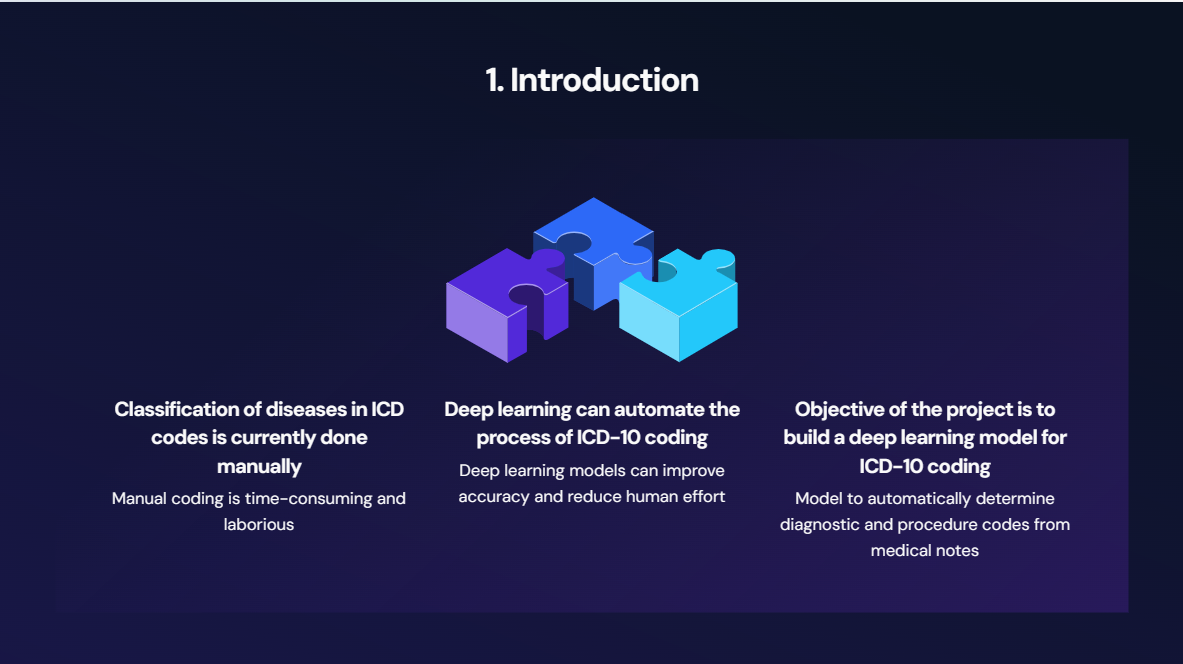 1. Introduction
Classification of diseases in ICD
codes is currently done
manually
Manual coding is time-consuming and
laborious
Deep learning can automate the
process of ICD-10 coding
Deep learning models can improve
accuracy and reduce human effort
Objective of the project is to
build a deep learning model for
ICD-10 coding
Model to automatically determine
diagnostic and procedure codes from
medical notes